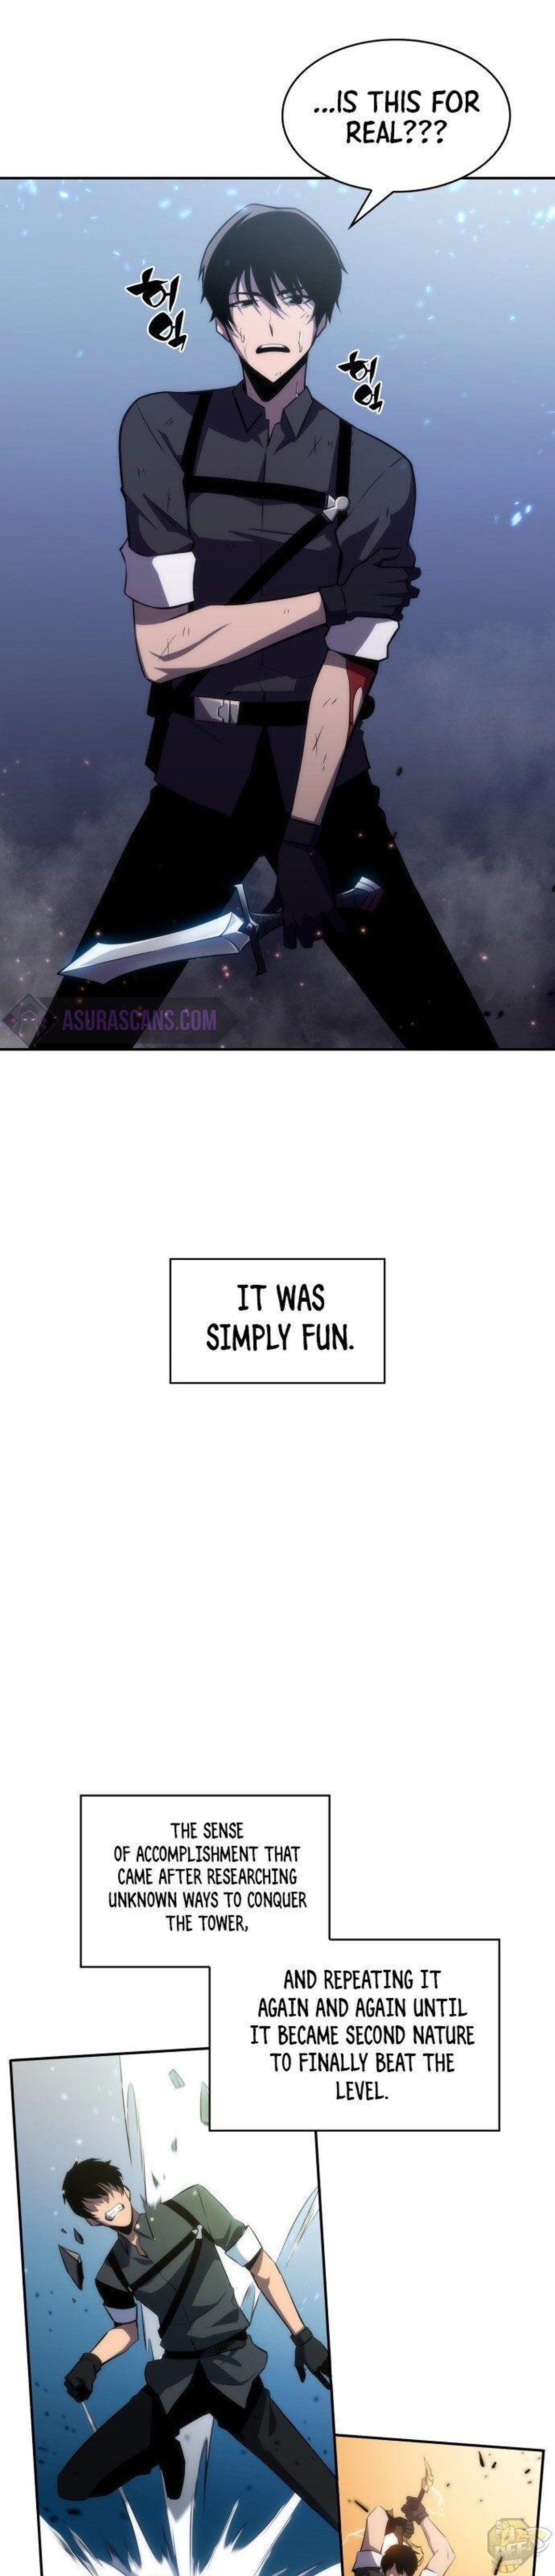 ...IS THIS FOR
REAL???
허
억
허
억
ASURASCANS.COM
IT WAS
SIMPLY FUN.
THE SENSE
OF ACCOMPLISHMENT THAT
CAME AFTER RESEARCHING
UNKNOWN WAYS TO CONQUER
THE TOWER,
AND REPEATING IT
AGAIN AND AGAIN UNTIL
IT BECAME SECOND NATURE
TO FINALLY BEAT THE
LEVEL.